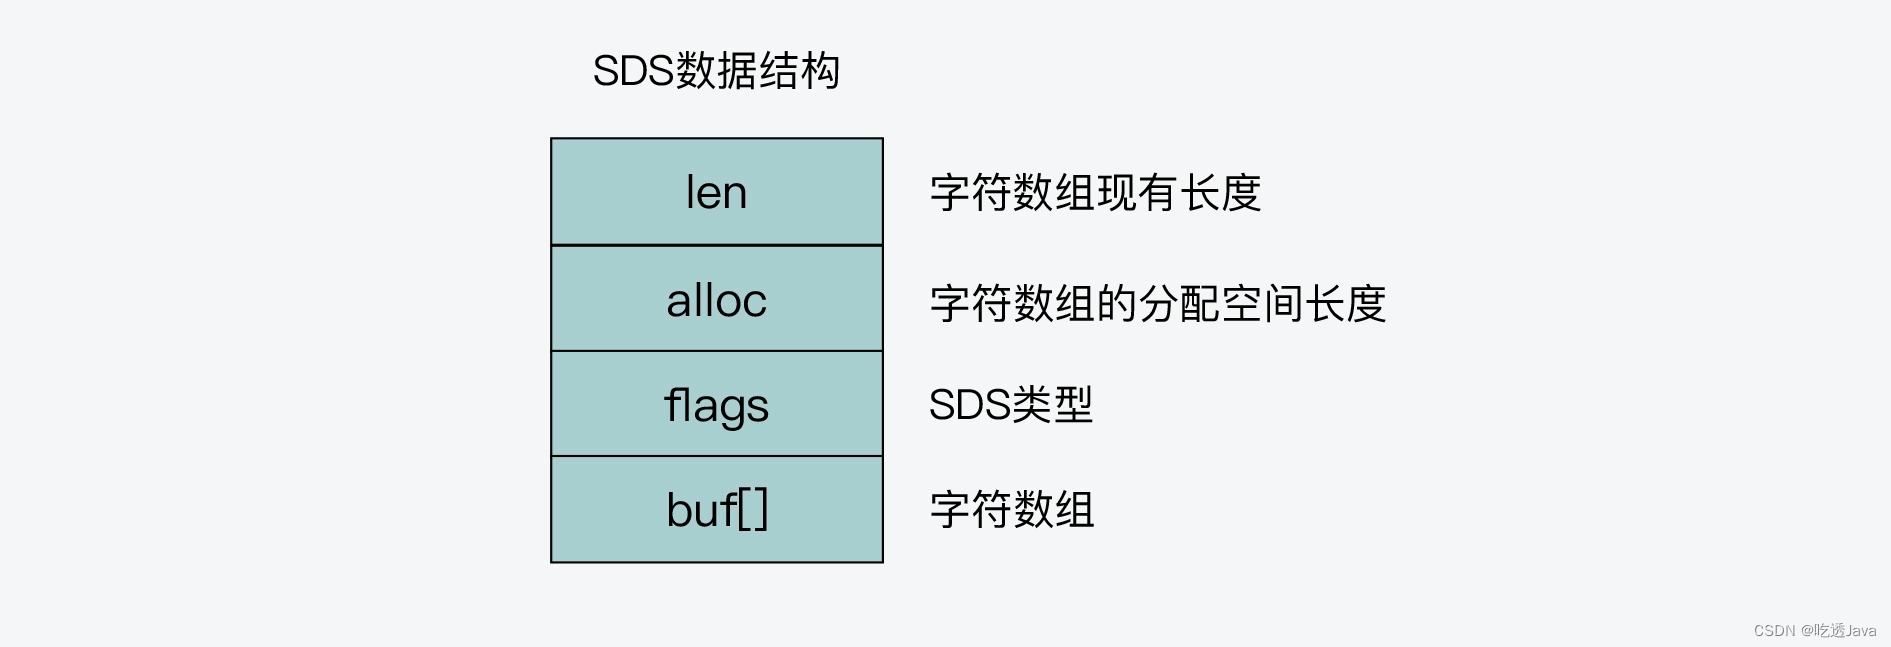 SDS数据结构
len 字符数组现有长度
alloc 字符数组的分配空间长度
flags SDS类型
buf[] 字符数组
CSDN @吃透Java